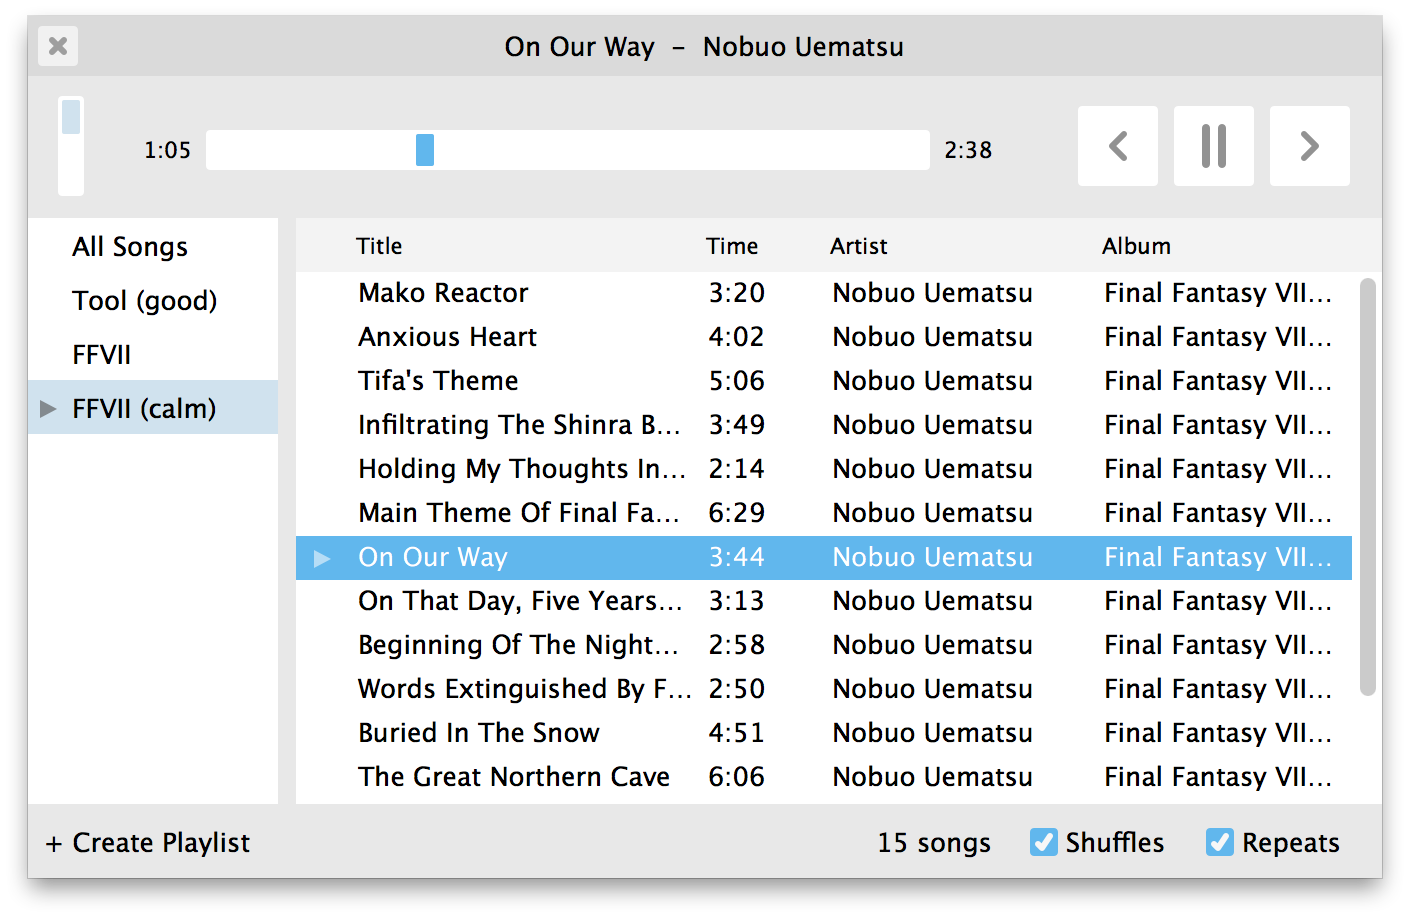 On Our Way – Nobuo Uematsu
1:05 2:38
All Songs
Tool (good)
FFVII
FFVII (calm)
Title Time Artist Album
Mako Reactor 3:20 Nobuo Uematsu Final Fantasy VII...
Anxious Heart 4:02 Nobuo Uematsu Final Fantasy VII...
Tifa's Theme 5:06 Nobuo Uematsu Final Fantasy VII...
Infiltrating The Shinra B... 3:49 Nobuo Uematsu Final Fantasy VII...
Holding My Thoughts In... 2:14 Nobuo Uematsu Final Fantasy VII...
Main Theme Of Final Fa... 6:29 Nobuo Uematsu Final Fantasy VII...
On Our Way 3:44 Nobuo Uematsu Final Fantasy VII...
On That Day, Five Years... 3:13 Nobuo Uematsu Final Fantasy VII...
Beginning Of The Night... 2:58 Nobuo Uematsu Final Fantasy VII...
Words Extinguished By F... 2:50 Nobuo Uematsu Final Fantasy VII...
Buried In The Snow 4:51 Nobuo Uematsu Final Fantasy VII...
The Great Northern Cave 6:06 Nobuo Uematsu Final Fantasy VII...
+ Create Playlist 15 songs Shuffles Repeats